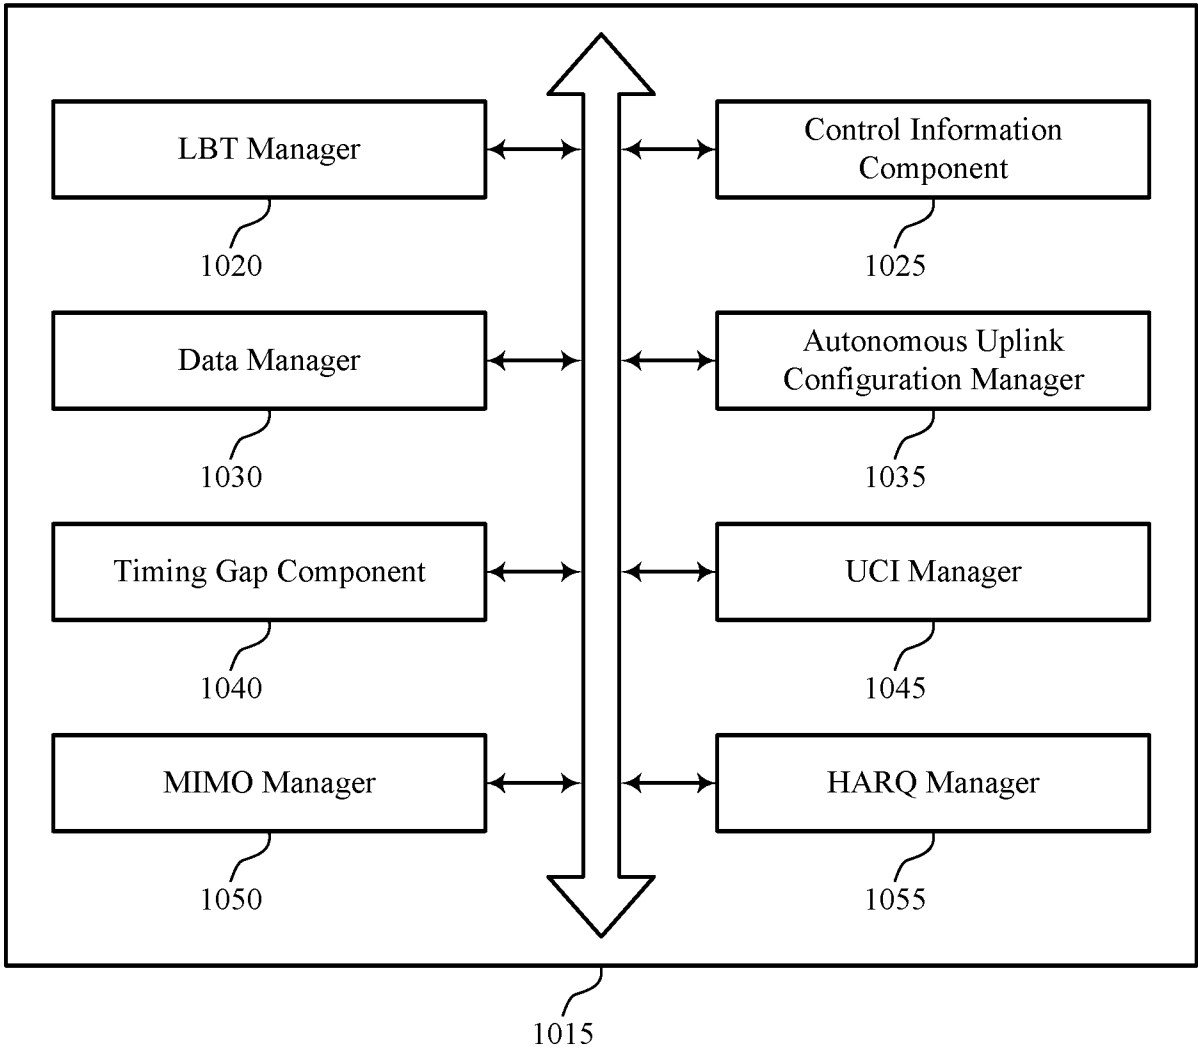 LBT Manager
1020
Control Information
Component
1025
Data Manager
1030
Autonomous Uplink
Configuration Manager
1035
Timing Gap Component
1040
UCI Manager
1045
MIMO Manager
1050
HARQ Manager
1055
1015